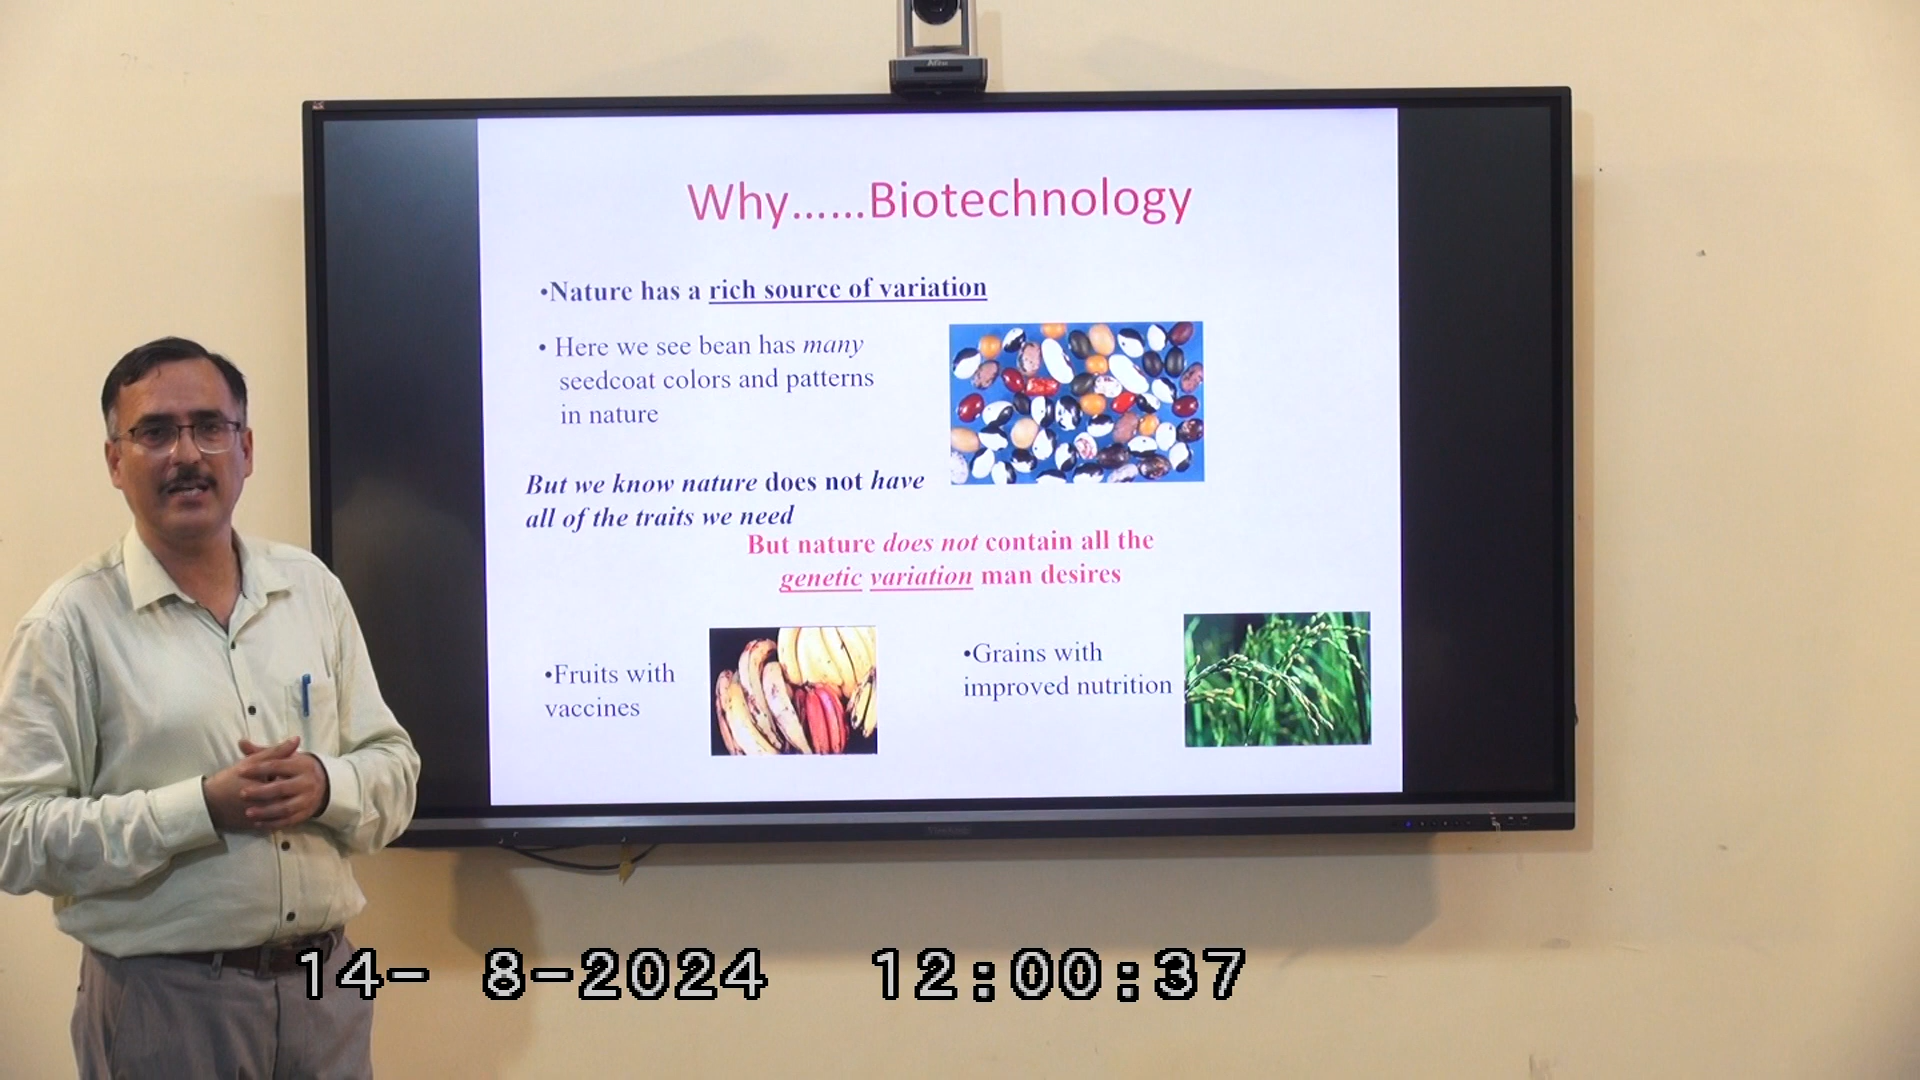 Why......Biotechnology
•Nature has a rich source of variation
• Here we see bean has many
seedcoat colors and patterns
in nature
But we know nature does not have
all of the traits we need
But nature does not contain all the
genetic variation man desires
•Fruits with
vaccines
•Grains with
improved nutrition
14- 8-2024 12:00:37